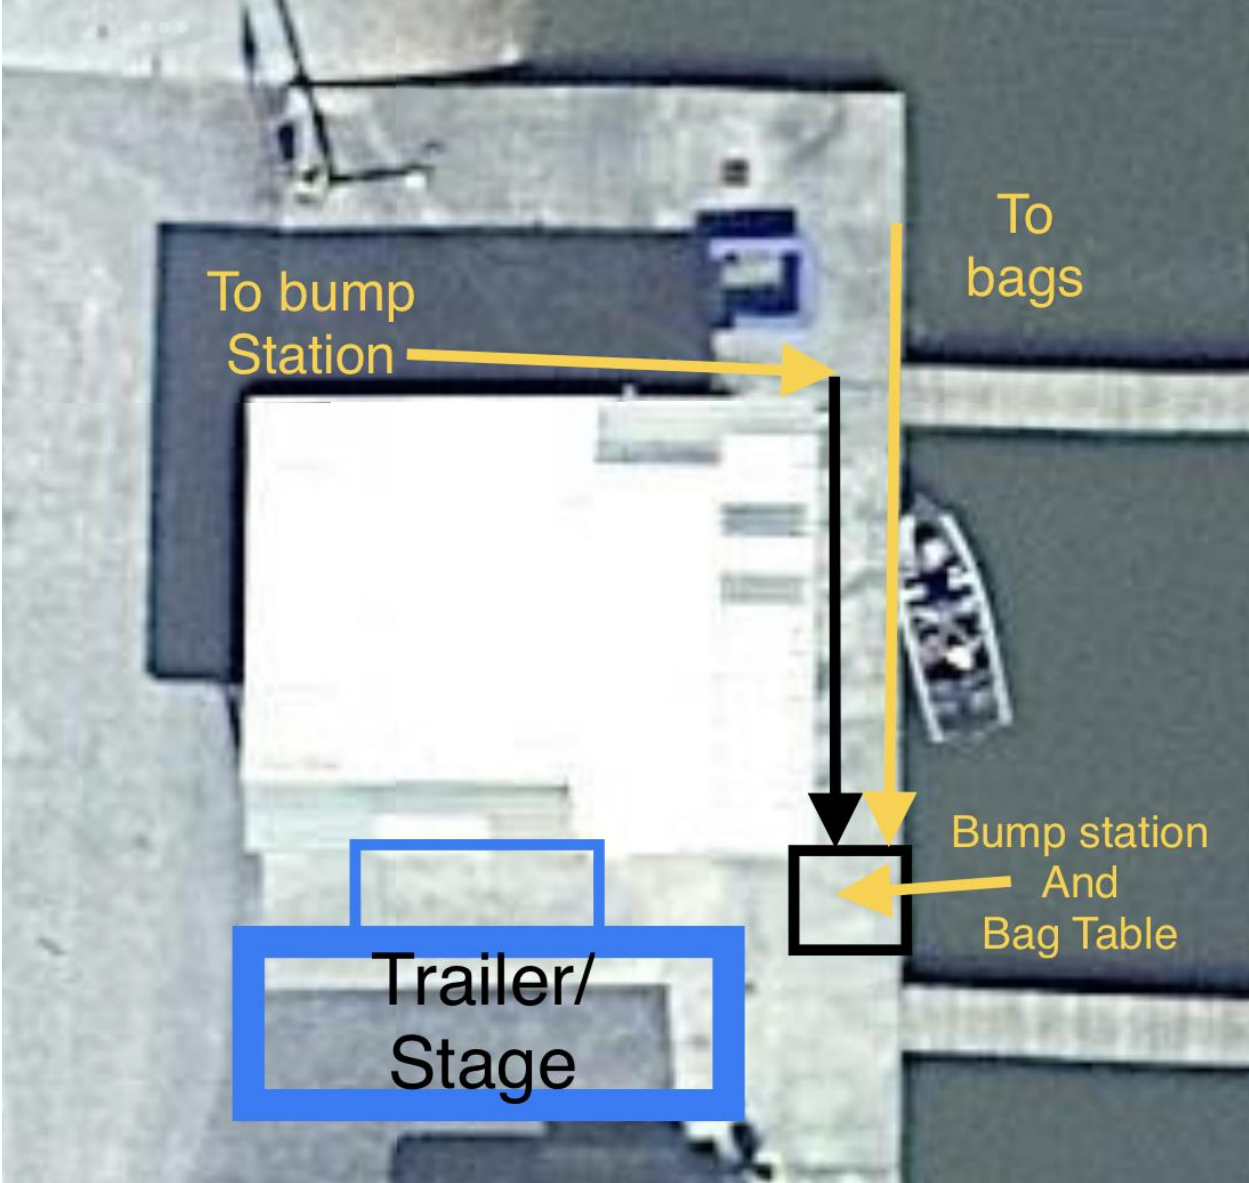 To
bags
To bump
Station
Bump station
And
Bag Table
Trailer/
Stage